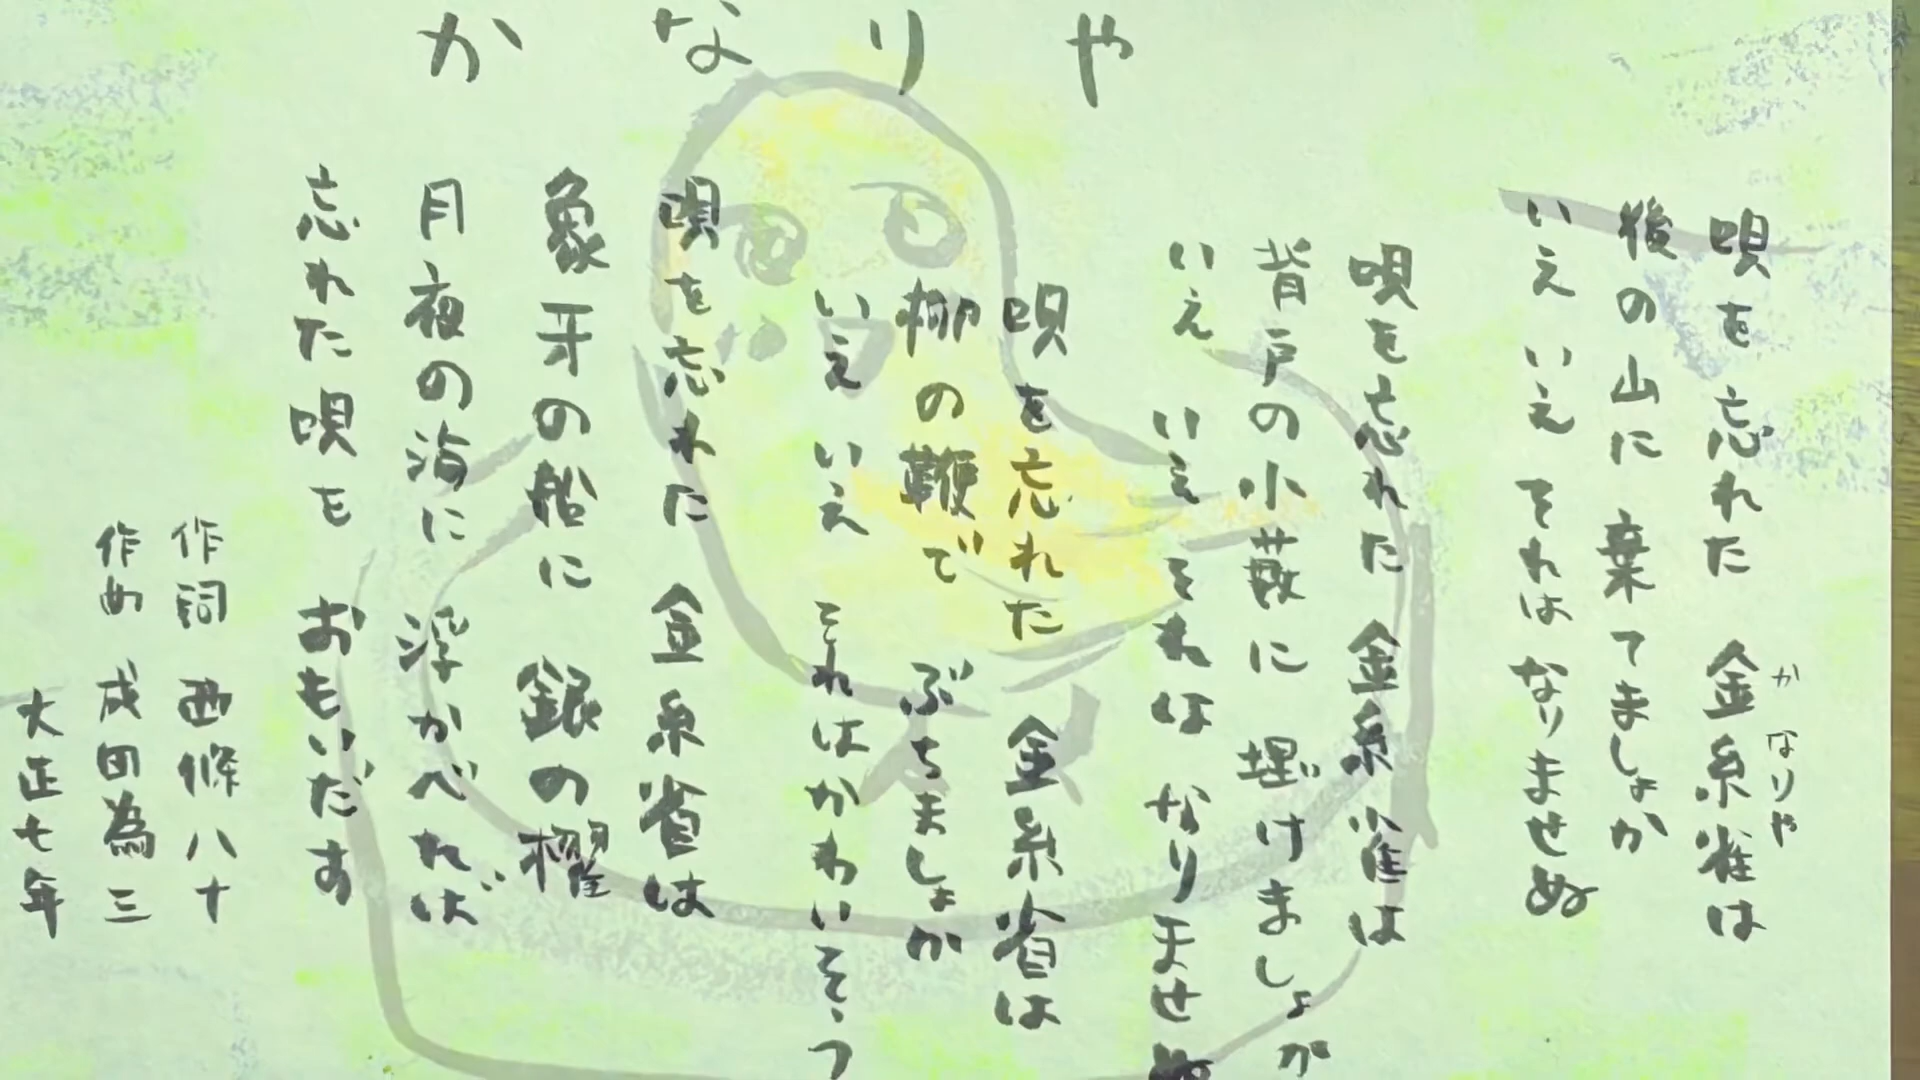 かなりや
唄を忘れた 金糸雀は
かなりや
後の山に 棄てましょか
いえ いえ それは なりませぬ
唄を忘れた 金糸雀は
背戸の小藪に 埋けましょか
いえ いえ それは なりませぬ
唄を忘れた 金糸雀は
柳の鞭で ぶちましょか
いえ いえ それはかわいそう
唄を忘れた 金糸雀は
象牙の船に 銀の櫂
月夜の海に 浮かべれば
忘れた唄を おもいだす
作詞 西條八十
作曲 成田為三
大正七年